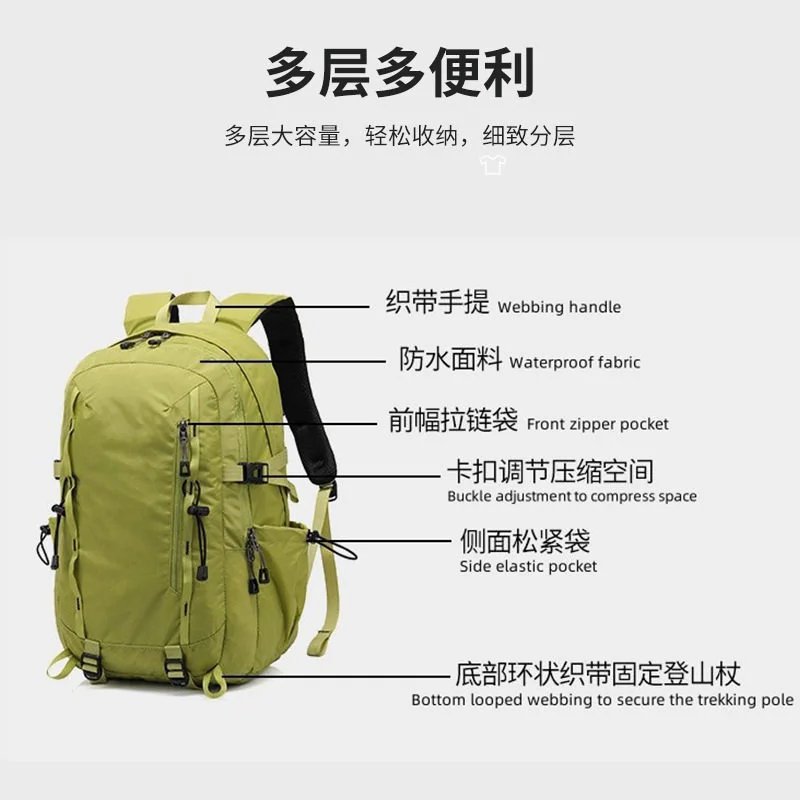 多层多便利
多层大容量，轻松收纳，细致分层
织带手提 Webbing handle
防水面料 Waterproof fabric
前幅拉链袋 Front zipper pocket
卡扣调节压缩空间
Buckle adjustment to compress space
侧面松紧袋
Side elastic pocket
底部环状织带固定登山杖
Bottom looped webbing to secure the trekking pole